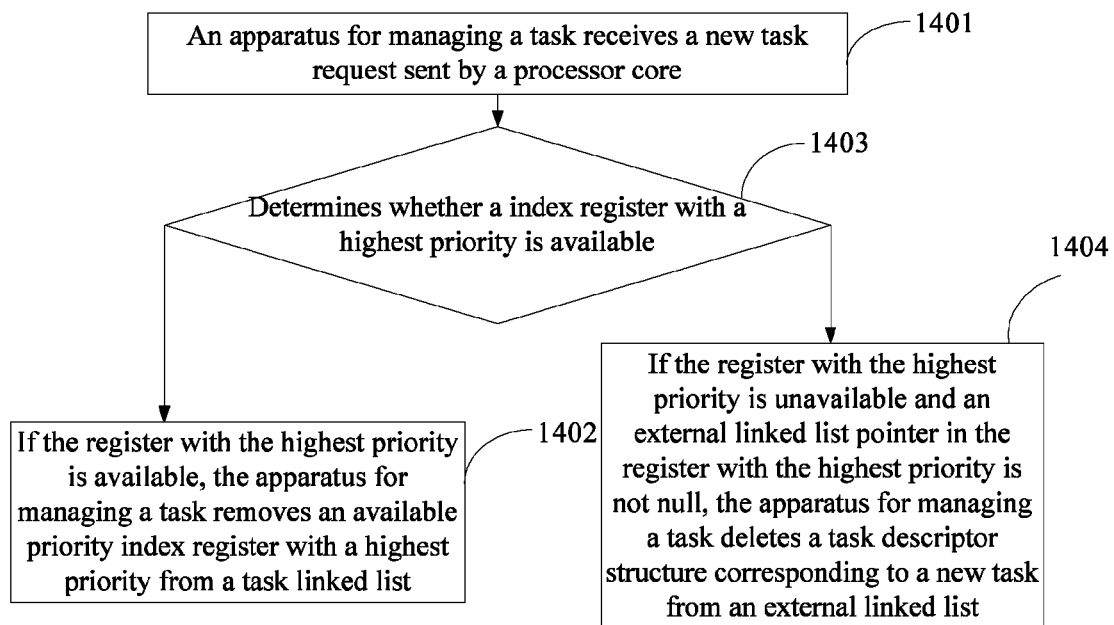 An apparatus for managing a task receives a new task
request sent by a processor core
1401
1403
Determines whether a index register with a
highest priority is available
1404
If the register with the highest priority
is available, the apparatus for
managing a task removes an available
priority index register with a highest
priority from a task linked list
1402
If the register with the highest
priority is unavailable and an
external linked list pointer in the
register with the highest priority is
not null, the apparatus for managing
a task deletes a task descriptor
structure corresponding to a new task
from an external linked list